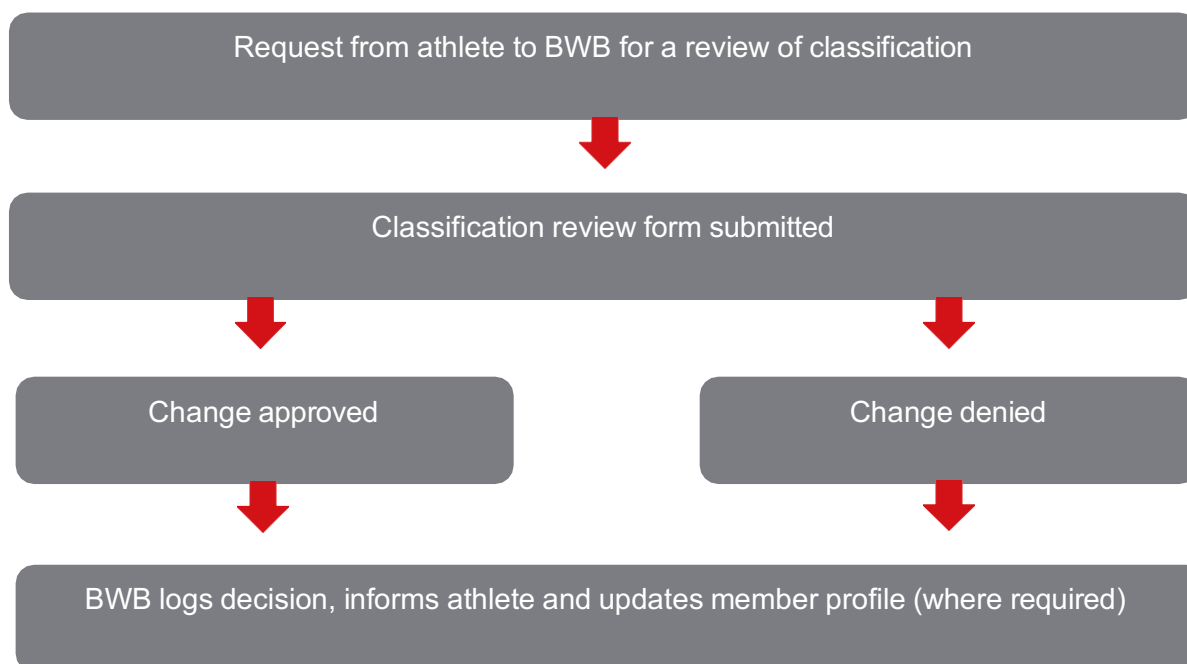 Request from athlete to BWB for a review of classification
Classification review form submitted
Change approved
Change denied
BWB logs decision, informs athlete and updates member profile (where required)